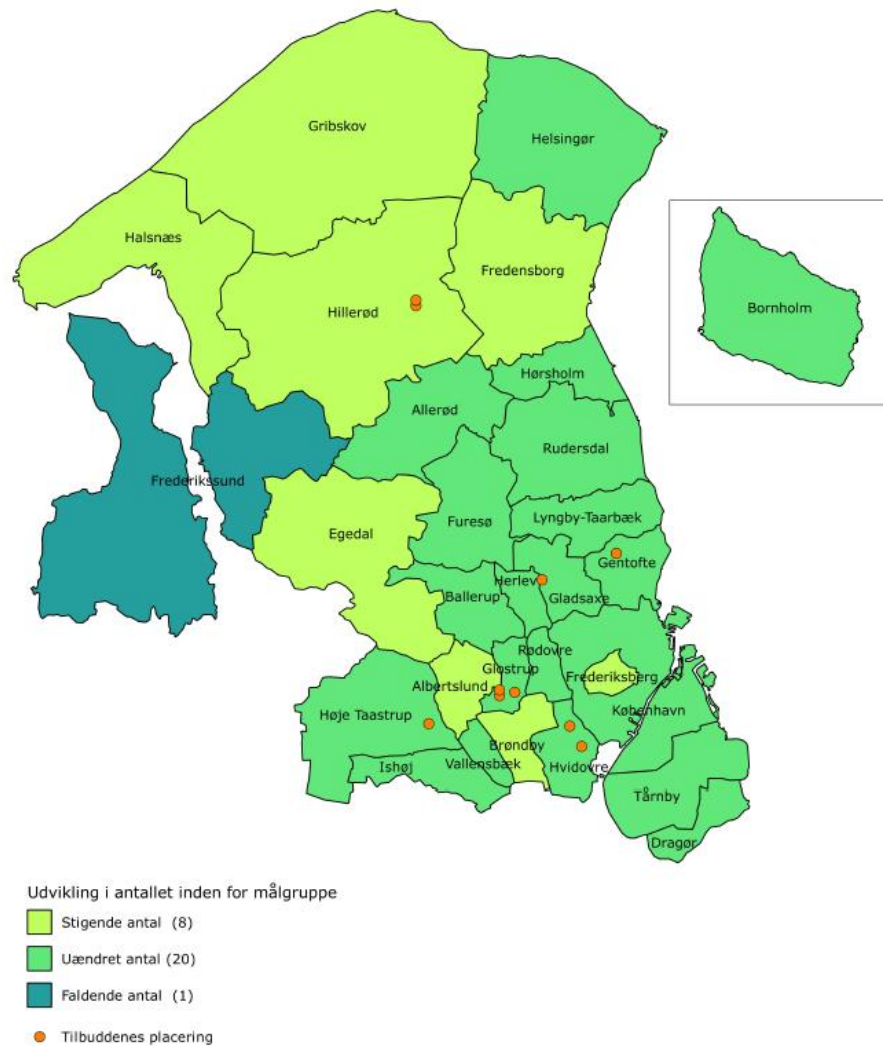 Gribskov
Helsingør
Halsnæs
Fredensborg
Hillerød
Bornholm
Hørsholm
Allerød
Rudersdal
Frederikssund
Furesø
Lyngby-Taarbæk
Egedal
Gentofte
Herlev
Ballerup
Gladsaxe
Rødovre
Glostrup
Frederiksberg
Albertslund
København
Høje Taastrup
Brøndby
Vallensbæk
Ishøj
Hvidovre
Tårnby
Dragør
Udvikling i antallet inden for målgruppe
Stigende antal (8)
Uændret antal (20)
Faldende antal (1)
Tilbuddenes placering